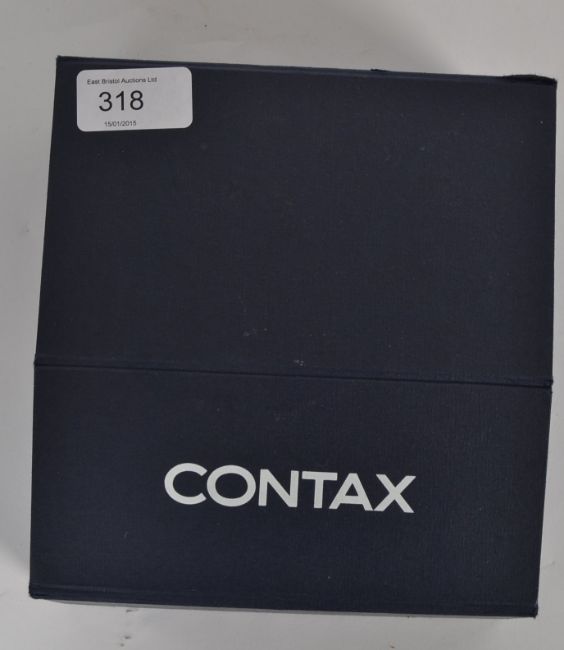 East Bristol Auctions Ltd
318
15/01/2015
CONTAX